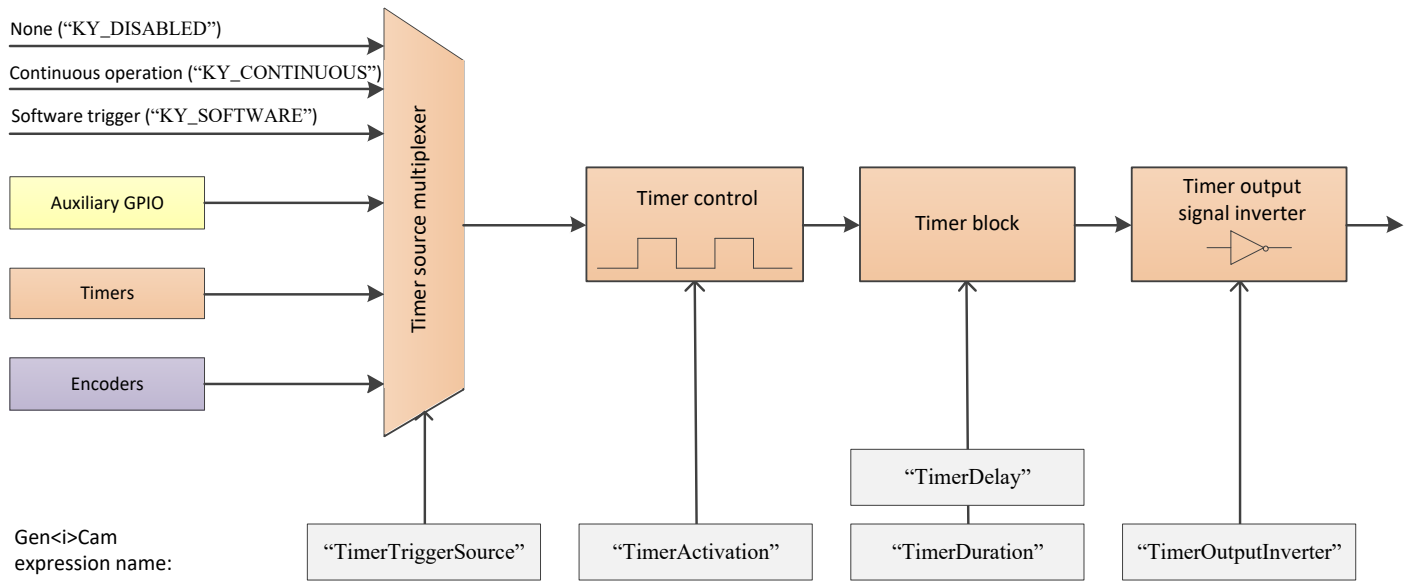 None (“KY_DISABLED”)
Continuous operation (“KY_CONTINUOUS”)
Software trigger (“KY_SOFTWARE”)
Auxiliary GPIO
Timers
Encoders
Timer source multiplexer
Timer control
Timer block
Timer output
signal inverter
“TimerDelay”
Gen<i>Cam
expression name:
“TimerTriggerSource”
“TimerActivation”
“TimerDuration”
“TimerOutputInverter”